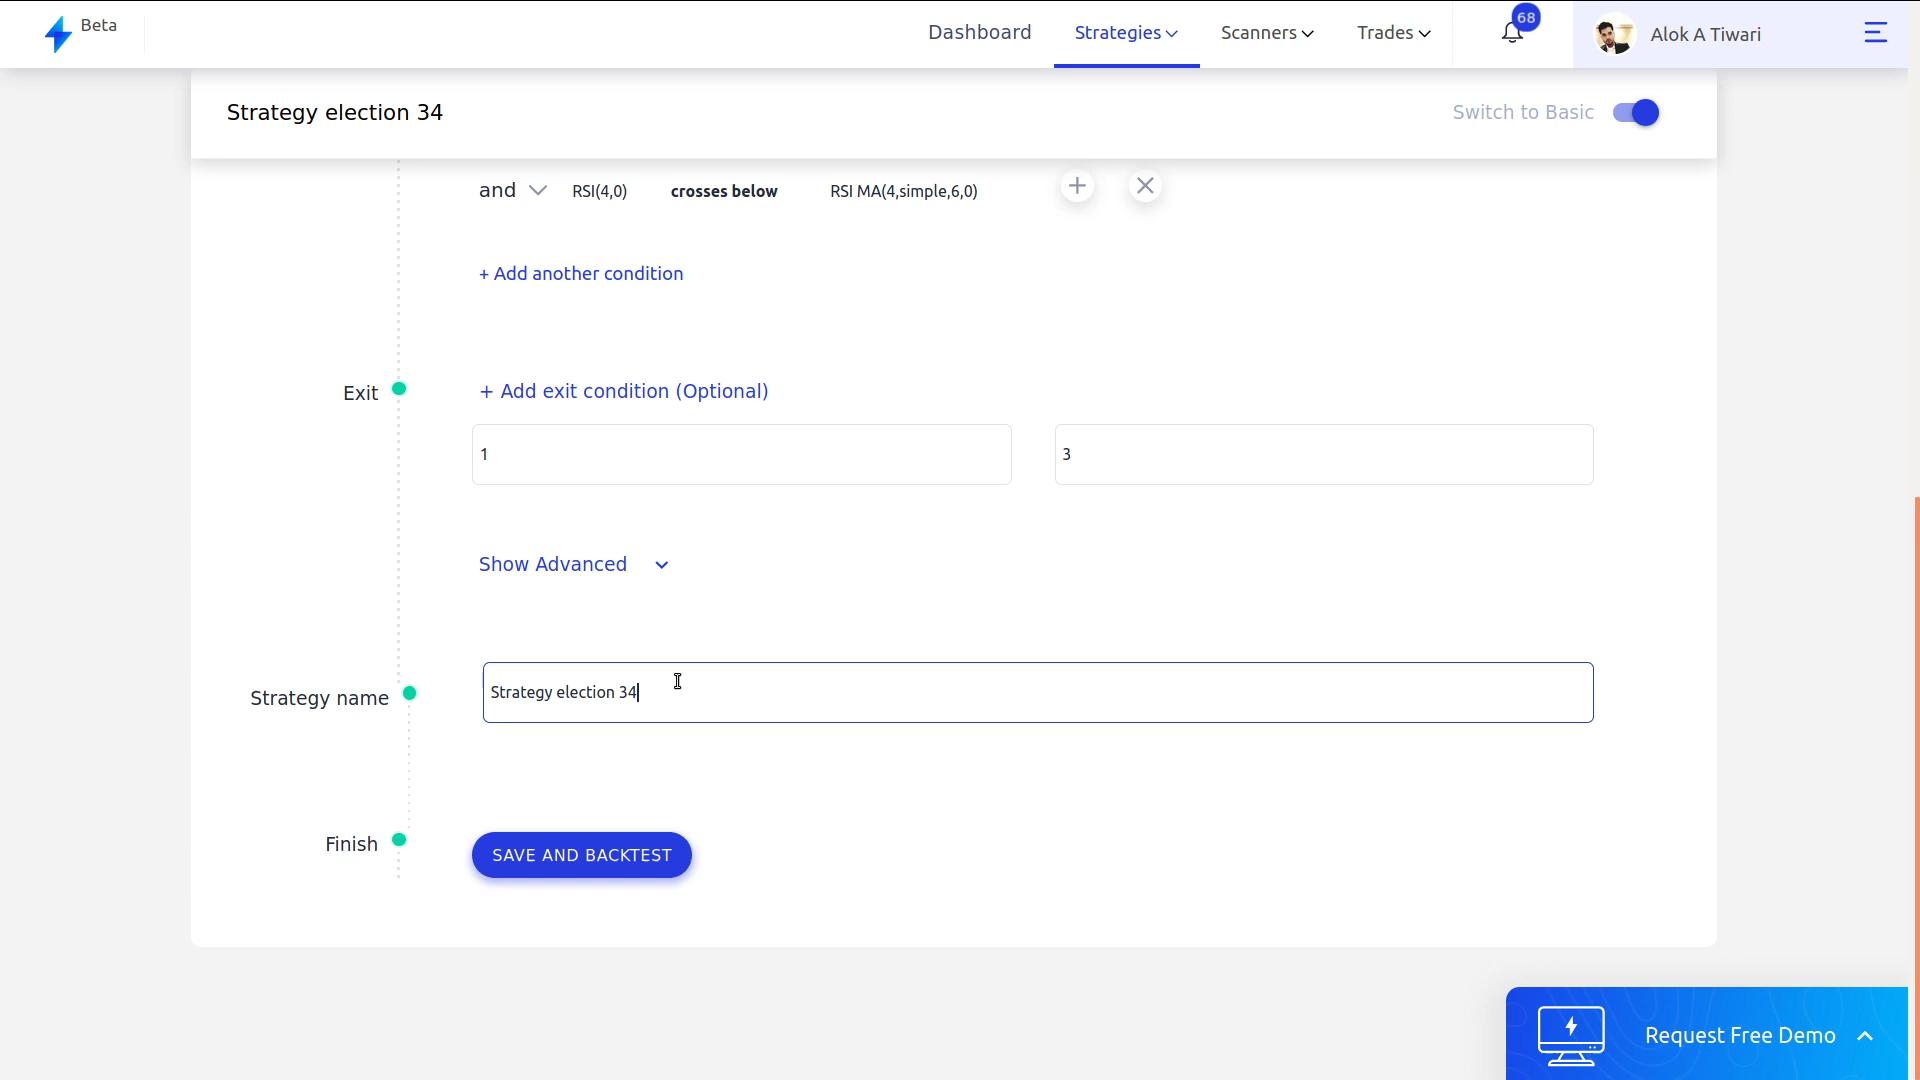 Beta
Dashboard Strategies Scanners Trades 68 Alok A Tiwari
Strategy election 34 Switch to Basic
and RSI(4,0) crosses below RSI MA(4,simple,6,0)
+ Add another condition
Exit + Add exit condition (Optional)
1 3
Show Advanced
Strategy name Strategy election 34
Finish SAVE AND BACKTEST
Request Free Demo